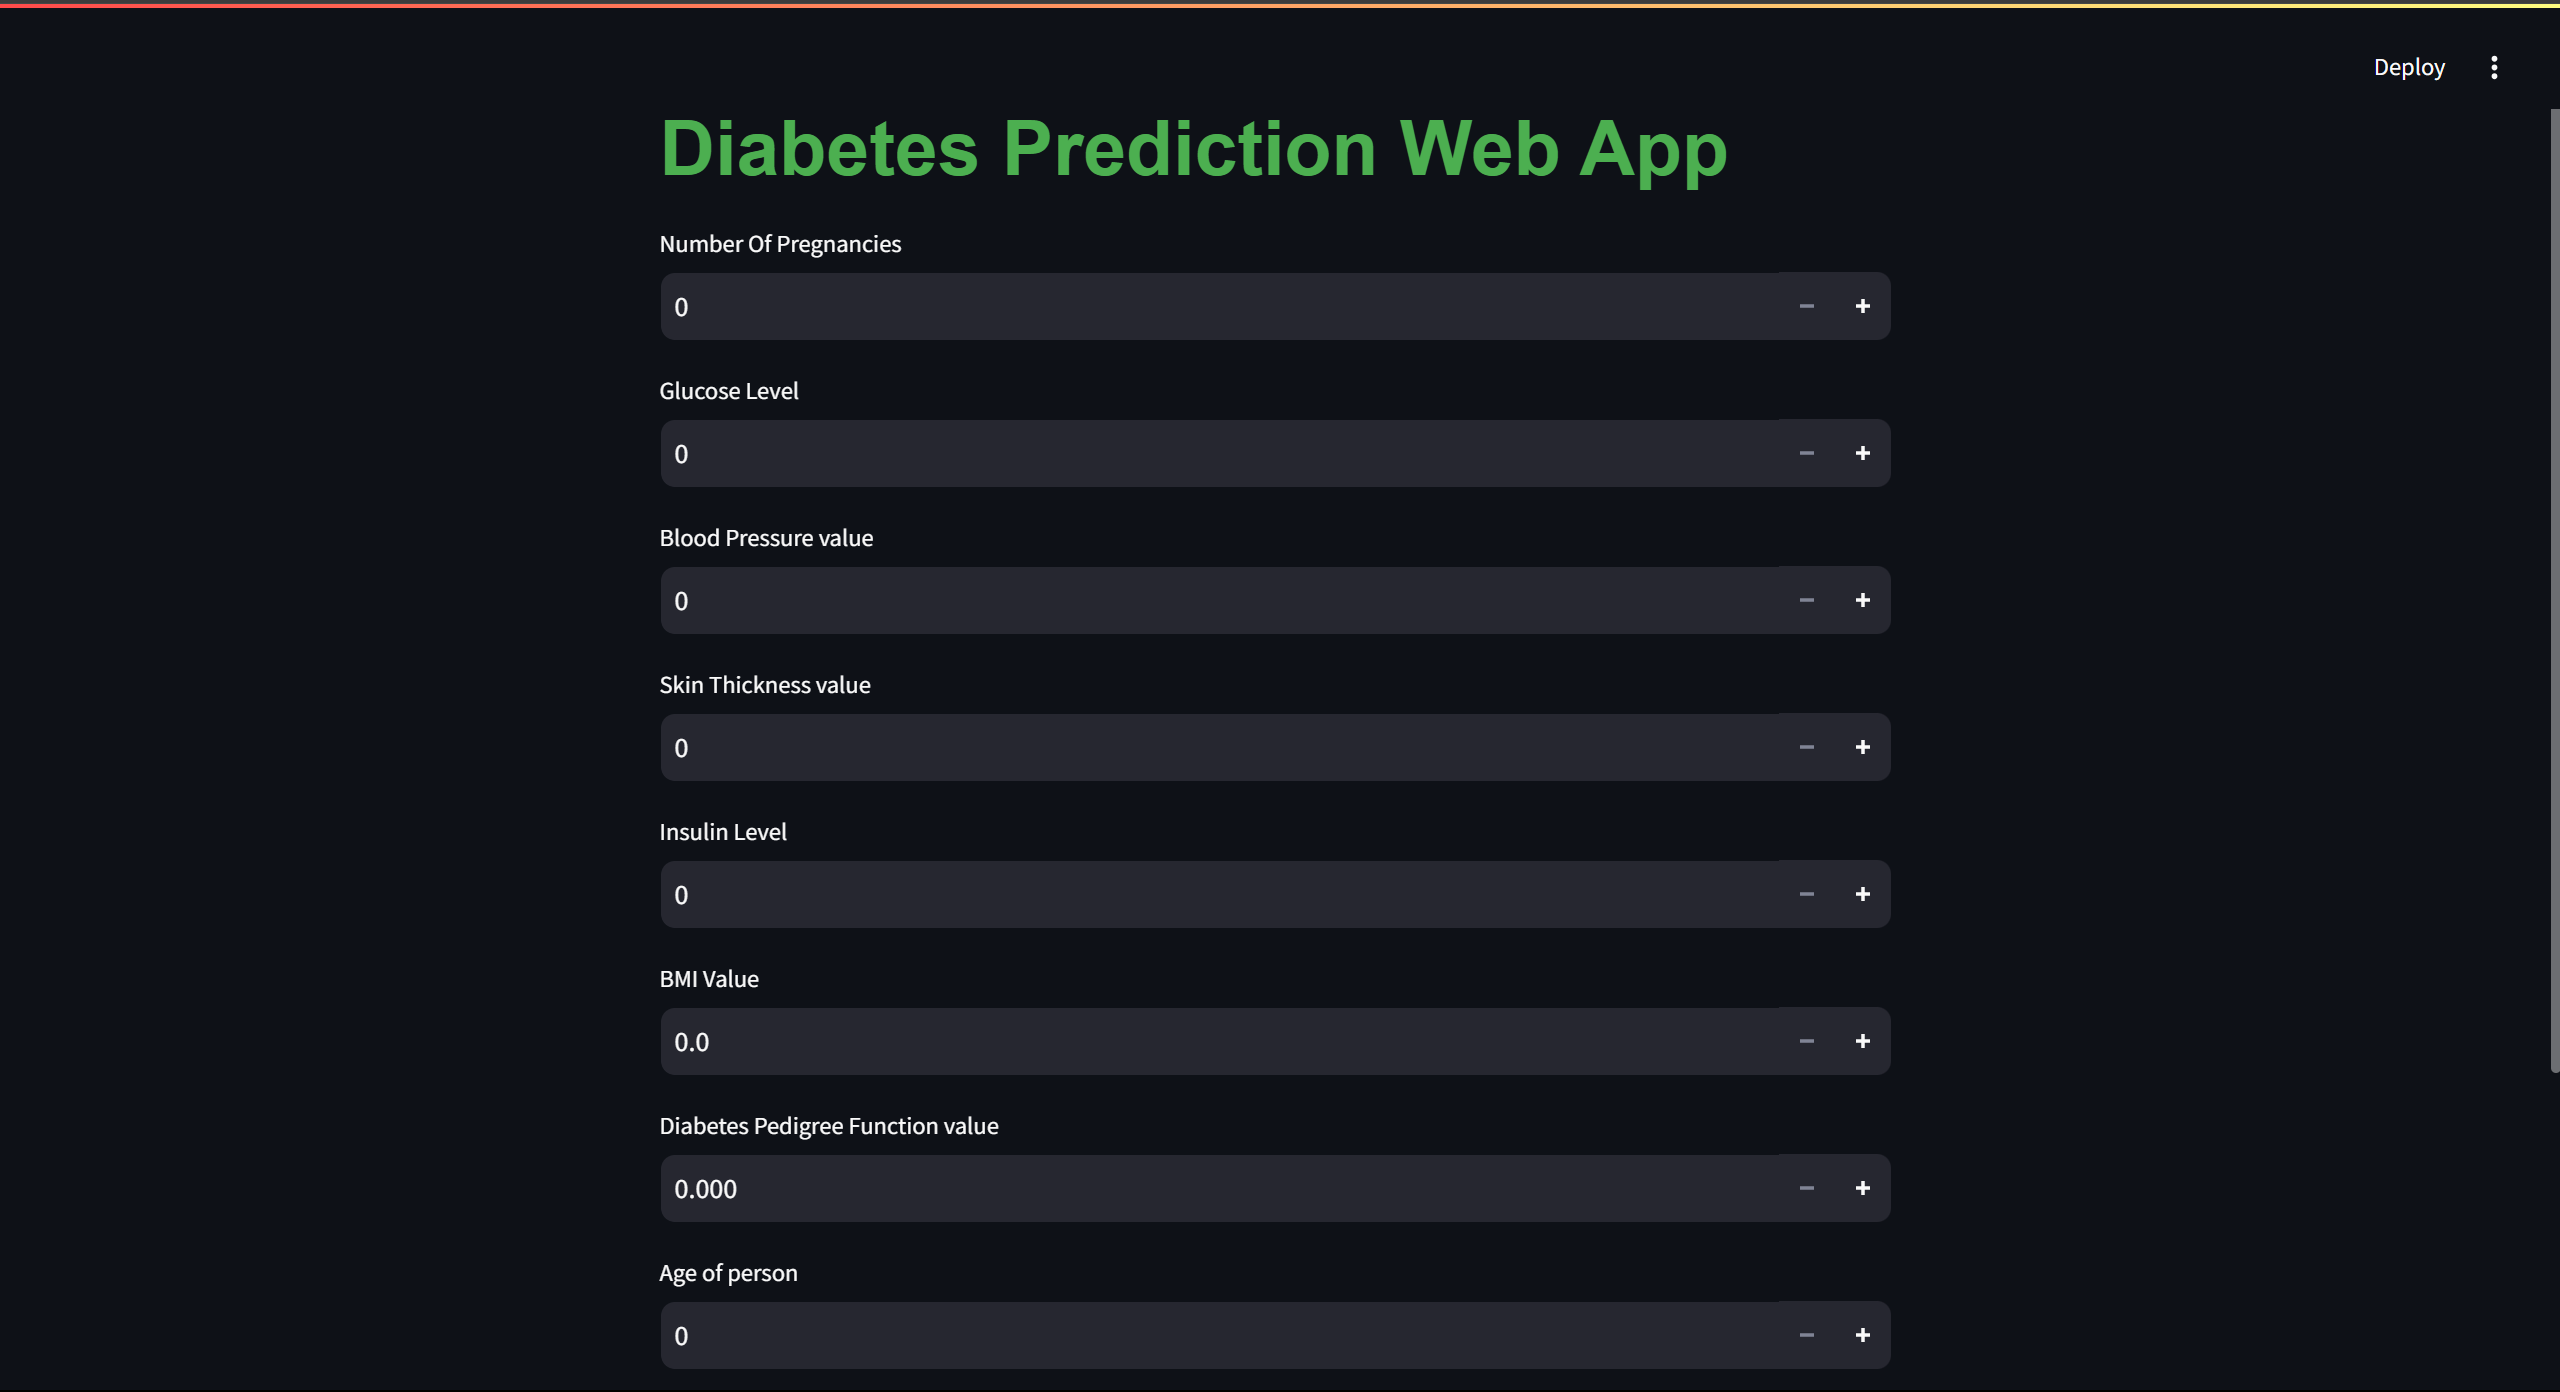 Deploy
Diabetes Prediction Web App
Number Of Pregnancies
0
Glucose Level
0
Blood Pressure value
0
Skin Thickness value
0
Insulin Level
0
BMI Value
0.0
Diabetes Pedigree Function value
0.000
Age of person
0